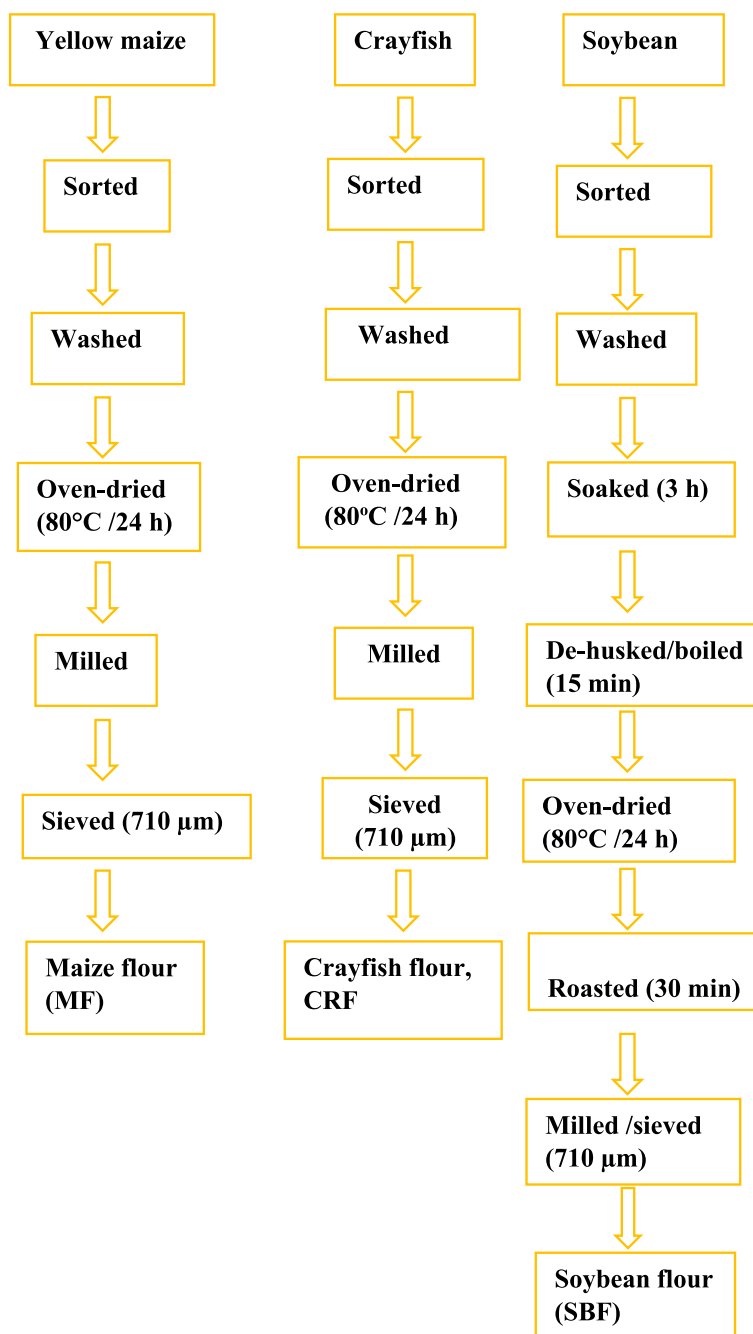 Yellow maize
Sorted
Washed
Oven-dried
(80°C /24 h)
Milled
Sieved (710 µm)
Maize flour
(MF)
Crayfish
Sorted
Washed
Oven-dried
(80ºC /24 h)
Milled
Sieved
(710 µm)
Crayfish flour,
CRF
Soybean
Sorted
Washed
Soaked (3 h)
De-husked/boiled
(15 min)
Oven-dried
(80°C /24 h)
Roasted (30 min)
Milled /sieved
(710 µm)
Soybean flour
(SBF)